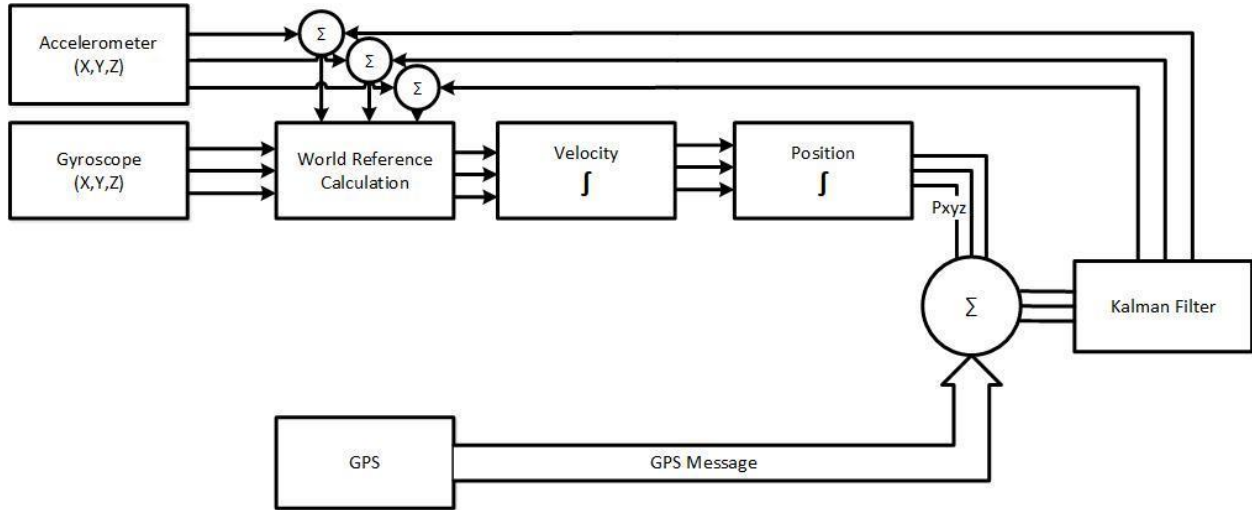 Accelerometer
(X,Y,Z)
Σ
Σ
Σ
Gyroscope
(X,Y,Z)
World Reference
Calculation
Velocity
∫
Position
∫
Pxyz
Σ
Kalman Filter
GPS
GPS Message